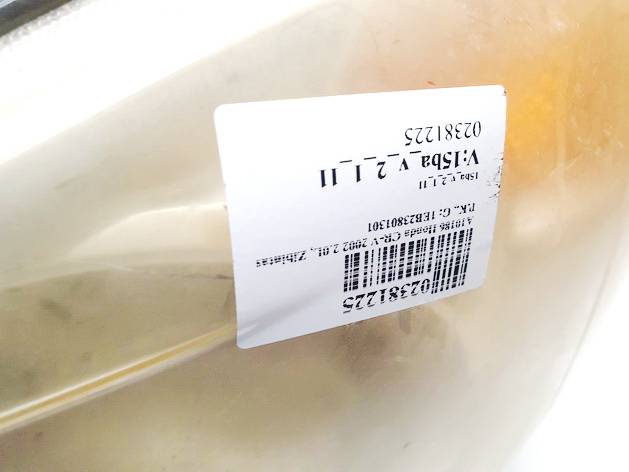 02381225
A10186 Honda CR-V 2002 2.0L, Zibintas
P.K., G: 1EB23801301
15ba_v_2_1_11
V:15ba_v_2_1_11
02381225